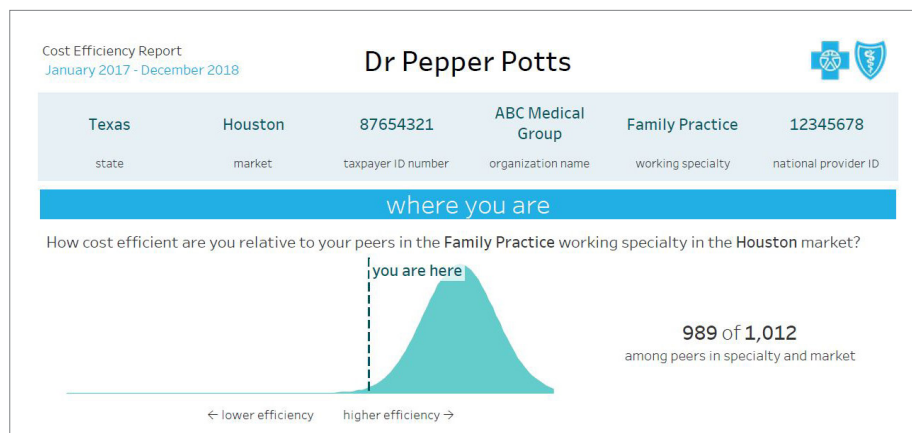 Cost Efficiency Report
January 2017 - December 2018
Dr Pepper Potts
Texas
state
Houston
market
87654321
taxpayer ID number
ABC Medical
Group
organization name
Family Practice
working specialty
12345678
national provider ID
where you are
How cost efficient are you relative to your peers in the Family Practice working specialty in the Houston market?
you are here
989 of 1,012
among peers in specialty and market
← lower efficiency
higher efficiency →